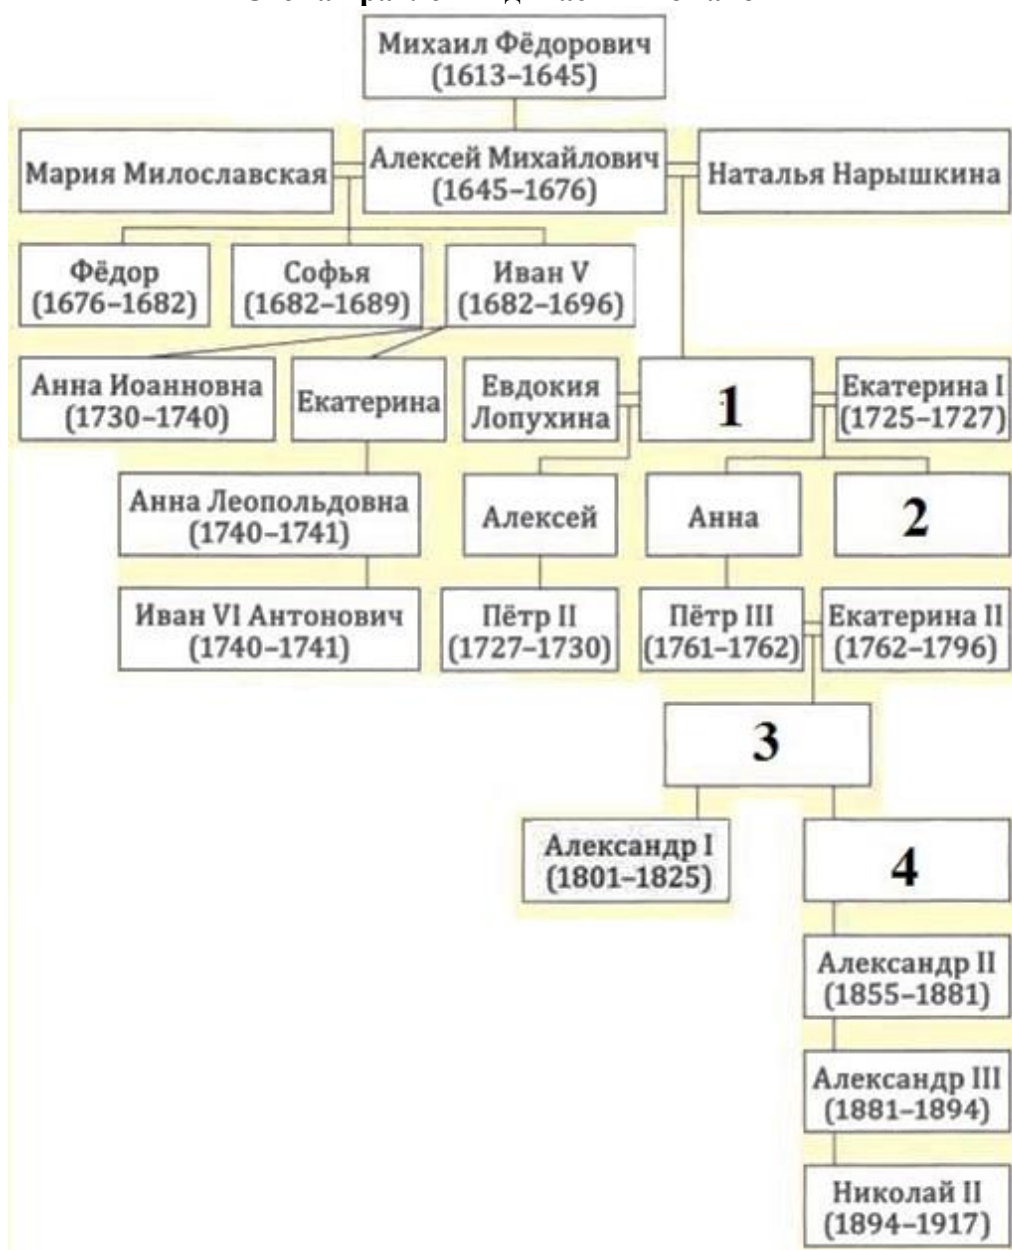 Михаил Фёдорович
(1613–1645)
Мария Милославская
Алексей Михайлович
(1645–1676)
Наталья Нарышкина
Фёдор
(1676–1682)
Софья
(1682–1689)
Иван V
(1682–1696)
Анна Иоанновна
(1730–1740)
Екатерина
Евдокия
Лопухина
1
Екатерина I
(1725–1727)
Анна Леопольдовна
(1740–1741)
Алексей
Анна
2
Иван VI Антонович
(1740–1741)
Пётр II
(1727–1730)
Пётр III
(1761–1762)
Екатерина II
(1762–1796)
3
Александр I
(1801–1825)
4
Александр II
(1855–1881)
Александр III
(1881–1894)
Николай II
(1894–1917)